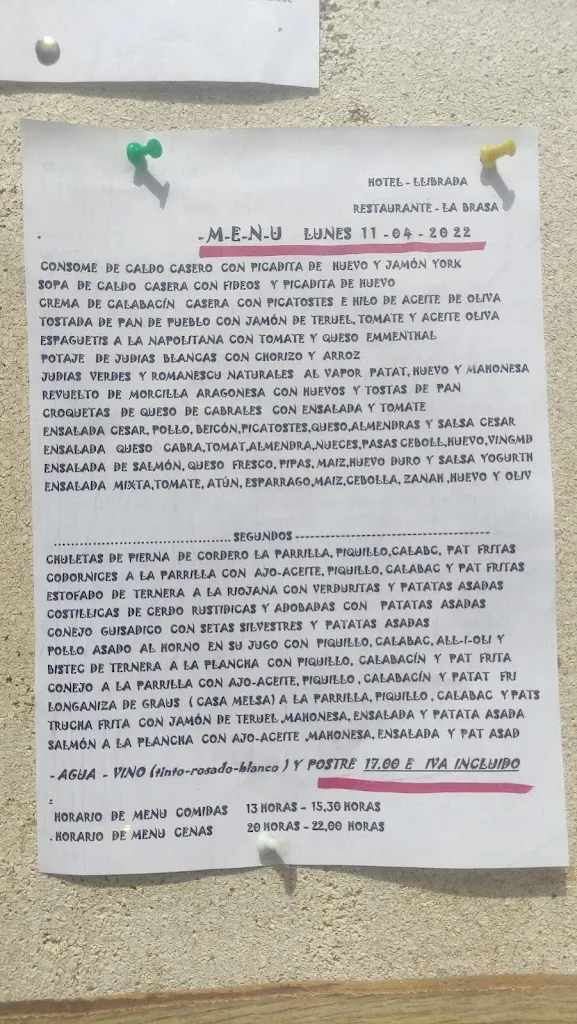 HOTEL - LLIBRADA
RESTAURANTE - LA BRASA
-M-E-N-U LUNES 11-04-2022
CONSOME DE CALDO CASERO CON PICADITA DE HUEVO Y JAMÓN YORK
SOPA DE CALDO CASERA CON FIDEOS Y PICADITA DE HUEVO
CREMA DE CALABACÍN CASERA CON PICATOSTES E HILO DE ACEITE DE OLIVA
TOSTADA DE PAN DE PUEBLO CON JAMÓN DE TERUEL, TOMATE Y ACEITE OLIVA
ESPAGUETIS A LA NAPOLITANA CON TOMATE Y QUESO EMMENTHAL
POTAJE DE JUDIAS BLANCAS CON CHORIZO Y ARROZ
JUDIAS VERDES Y ROMANESCU NATURALES AL VAPOR PATAT, HUEVO Y MAHONESA
REVUELTO DE MORCILLA ARAGONESA CON HUEVOS Y TOSTAS DE PAN
CROQUETAS DE QUESO DE CABRALES CON ENSALADA Y TOMATE
ENSALADA CESAR, POLLO, BEICÓN,PICATOSTES,QUESO,ALMENDRAS Y SALSA CESAR
ENSALADA QUESO CABRA,TOMAT,ALMENDRA,NUECES,PASAS CEBOLL,HUEVO,VINGMD
ENSALADA DE SALMÓN, QUESO FRESCO, PIPAS, MAIZ,HUEVO DURO Y SALSA YOGURTH
ENSALADA MIXTA,TOMATE, ATÚN, ESPARRAGO,MAIZ,CEBOLLA, ZANAH ,HUEVO Y OLIV
........................................SEGUNDOS ------------------------------------------
CHULETAS DE PIERNA DE CORDERO LA PARRILLA, PIQUILLO,CALABC, PAT FRITAS
CODORNICES A LA PARRILLA CON AJO-ACEITE, PIQUILLO, CALABAC Y PAT FRITAS
ESTOFADO DE TERNERA A LA RIOJANA CON VERDURITAS Y PATATAS ASADAS
COSTILLICAS DE CERDO RUSTIDICAS Y ADOBADAS CON PATATAS ASADAS
CONEJO GUISADICO CON SETAS SILVESTRES Y PATATAS ASADAS
POLLO ASADO AL HORNO EN SU JUGO CON PIQUILLO, CALABAC, ALL-I-OLI Y
BISTEC DE TERNERA A LA PLANCHA CON PIQUILLO, CALABACÍN Y PAT FRITA
CONEJO A LA PARRILLA CON AJO-ACEITE, PIQUILLO , CALABACÍN Y PATAT FRI
LONGANIZA DE GRAUS ( CASA MELSA) A LA PARRILLA, PIQUILLO , CALABAC Y PATS
TRUCHA FRITA CON JAMÓN DE TERUEL ,MAHONESA, ENSALADA Y PATATA ASADA
SALMÓN A LA PLANCHA CON AJO-ACEITE ,MAHONESA, ENSALADA Y PAT ASAD
- AGUA - VINO (tinto-rosado-blanco ) Y POSTRE 17.00 E IVA INCLUIDO
HORARIO DE MENU COMIDAS 13 HORAS - 15,30 HORAS
. HORARIO DE MENU CENAS 20 HORAS - 22,00 HORAS